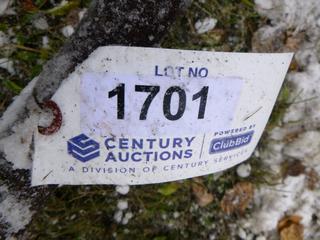 LOT NO
1701
CENTURY AUCTIONS
POWERED BY ClubBid
A DIVISION OF CENTURY SERVICES